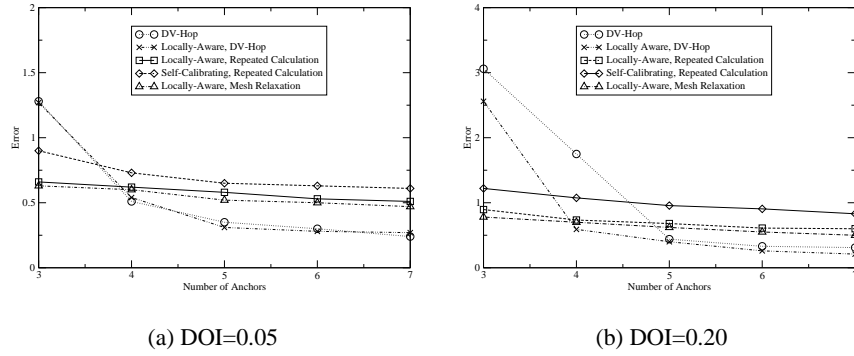 2
1.5
1
0.5
0
Error
3
4
5
6
7
Number of Anchors
DV-Hop
Locally Aware, DV-Hop
Locally-Aware, Repeated Calculation
Self-Calibrating, Repeated Calculation
Locally-Aware, Mesh Relaxation
(a) DOI=0.05
4
3
2
1
0
Error
3
4
5
6
7
Number of Anchors
DV-Hop
Locally Aware, DV-Hop
Locally-Aware, Repeated Calculation
Self-Calibrating, Repeated Calculation
Locally-Aware, Mesh Relaxation
(b) DOI=0.20